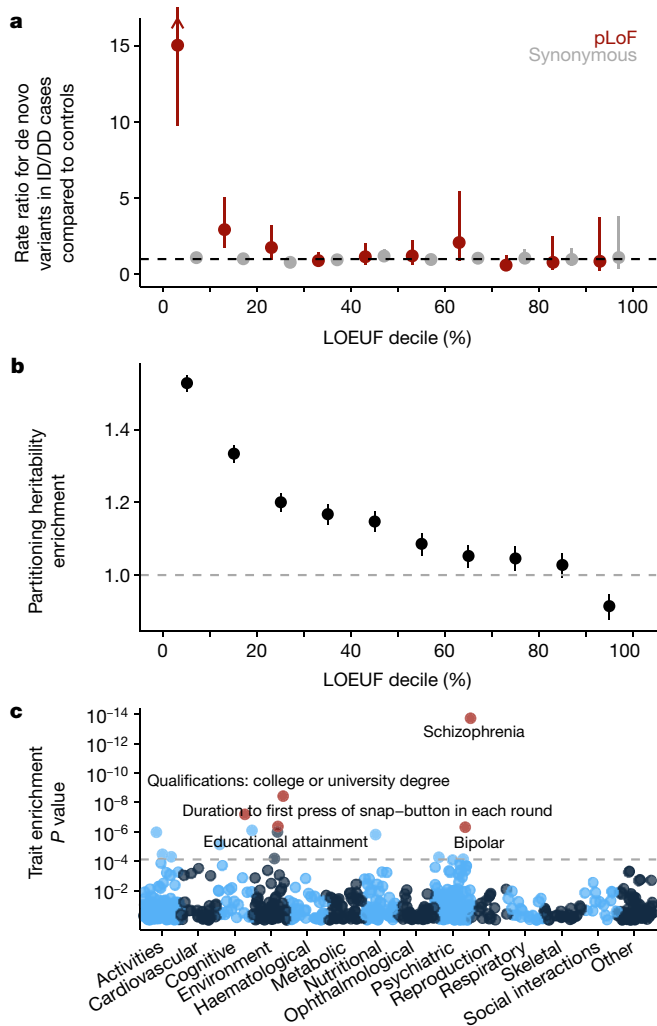 a
Rate ratio for de novo
variants in ID/DD cases
compared to controls
15
10
5
0
pLoF
Synonymous
0 20 40 60 80 100
LOEUF decile (%)
b
Partitioning heritability
enrichment
1.4
1.2
1.0
0 20 40 60 80 100
LOEUF decile (%)
c
Trait enrichment
P value
10⁻¹⁴
10⁻¹²
10⁻¹⁰
10⁻⁸
10⁻⁶
10⁻⁴
10⁻²
Schizophrenia
Qualifications: college or university degree
Duration to first press of snap−button in each round
Educational attainment
Bipolar
Activities
Cardiovascular
Cognitive
Environment
Haematological
Metabolic
Nutritional
Ophthalmological
Psychiatric
Reproduction
Respiratory
Skeletal
Social interactions
Other